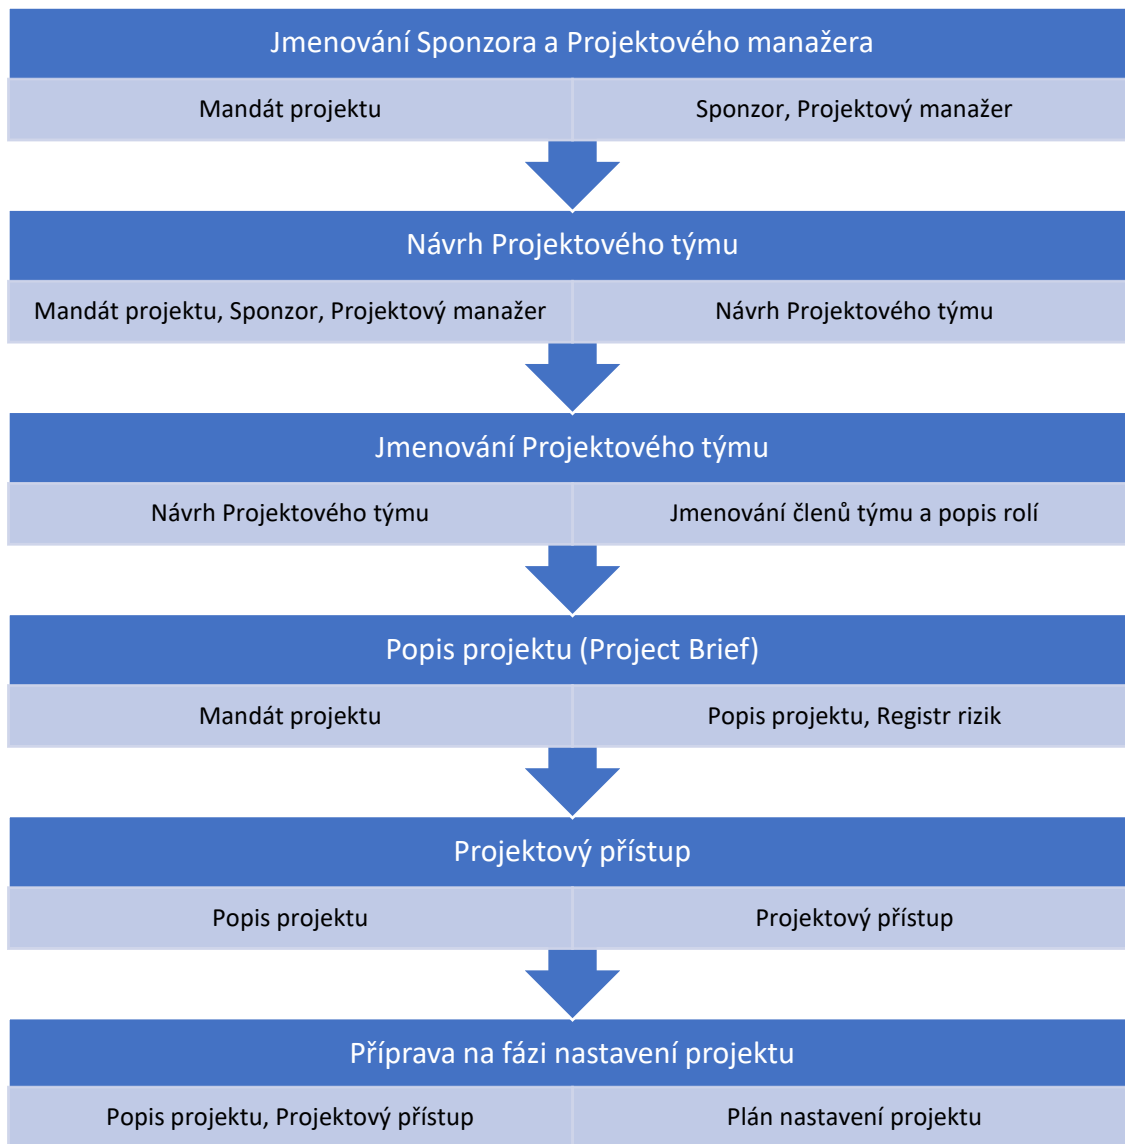 Jmenování Sponzora a Projektového manažera
Mandát projektu
Sponzor, Projektový manažer
Návrh Projektového týmu
Mandát projektu, Sponzor, Projektový manažer
Návrh Projektového týmu
Jmenování Projektového týmu
Návrh Projektového týmu
Jmenování členů týmu a popis rolí
Popis projektu (Project Brief)
Mandát projektu
Popis projektu, Registr rizik
Projektový přístup
Popis projektu
Projektový přístup
Příprava na fázi nastavení projektu
Popis projektu, Projektový přístup
Plán nastavení projektu